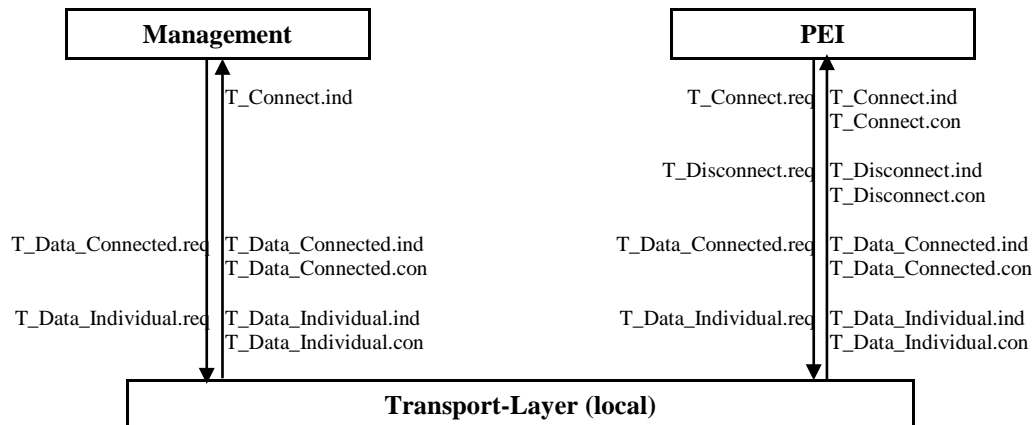 Management
PEI
T_Connect.ind
T_Connect.req
T_Connect.ind
T_Connect.con
T_Disconnect.req
T_Disconnect.ind
T_Disconnect.con
T_Data_Connected.req
T_Data_Connected.ind
T_Data_Connected.con
T_Data_Connected.req
T_Data_Connected.ind
T_Data_Connected.con
T_Data_Individual.req
T_Data_Individual.ind
T_Data_Individual.con
T_Data_Individual.req
T_Data_Individual.ind
T_Data_Individual.con
Transport-Layer (local)